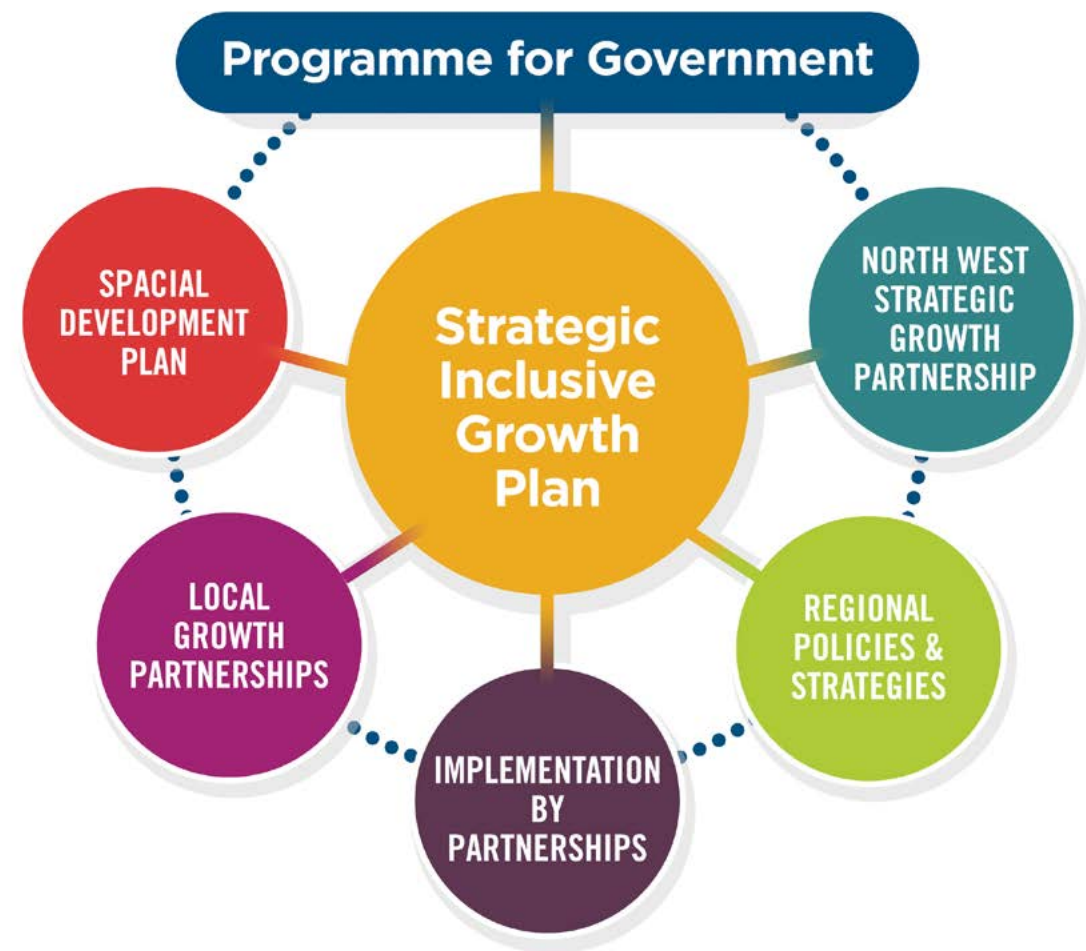 Programme for Government
SPACIAL
DEVELOPMENT
PLAN
Strategic
Inclusive
Growth
Plan
NORTH WEST
STRATEGIC
GROWTH
PARTNERSHIP
LOCAL
GROWTH
PARTNERSHIPS
IMPLEMENTATION
BY
PARTNERSHIPS
REGIONAL
POLICIES &
STRATEGIES